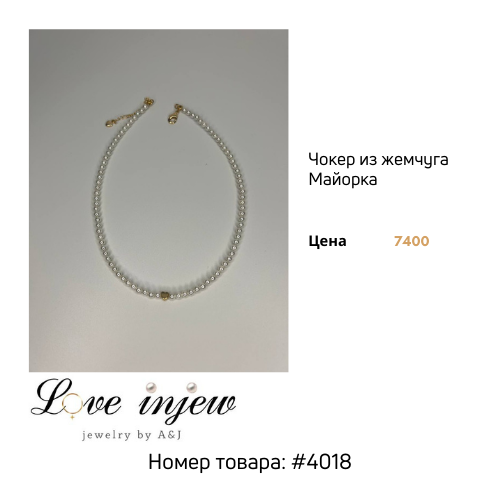 Чокер из жемчуга
Майорка
Цена 7400
Love injew
jewelry by A&J
Номер товара: #4018